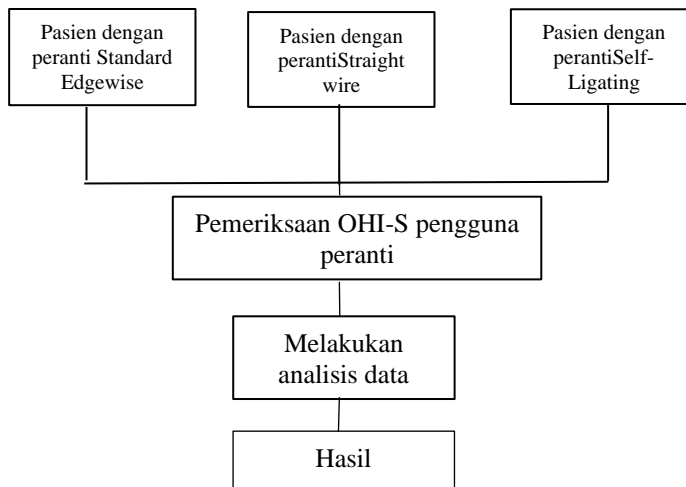 Pasien dengan
peranti Standard
Edgewise
Pasien dengan
perantiStraight
wire
Pasien dengan
perantiSelf-
Ligating
Pemeriksaan OHI-S pengguna
peranti
Melakukan
analisis data
Hasil